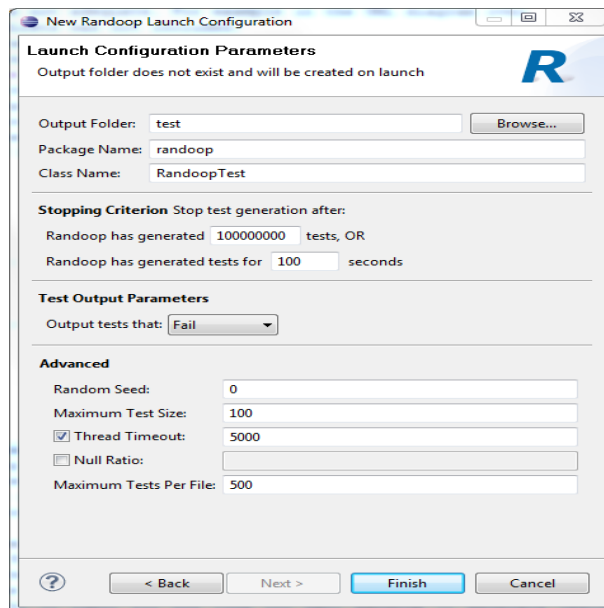 New Randoop Launch Configuration
Launch Configuration Parameters
Output folder does not exist and will be created on launch
R
Output Folder: test Browse...
Package Name: randoop
Class Name: RandoopTest
Stopping Criterion Stop test generation after:
Randoop has generated 100000000 tests, OR
Randoop has generated tests for 100 seconds
Test Output Parameters
Output tests that: Fail
Advanced
Random Seed: 0
Maximum Test Size: 100
Thread Timeout: 5000
Null Ratio:
Maximum Tests Per File: 500
? < Back Next > Finish Cancel